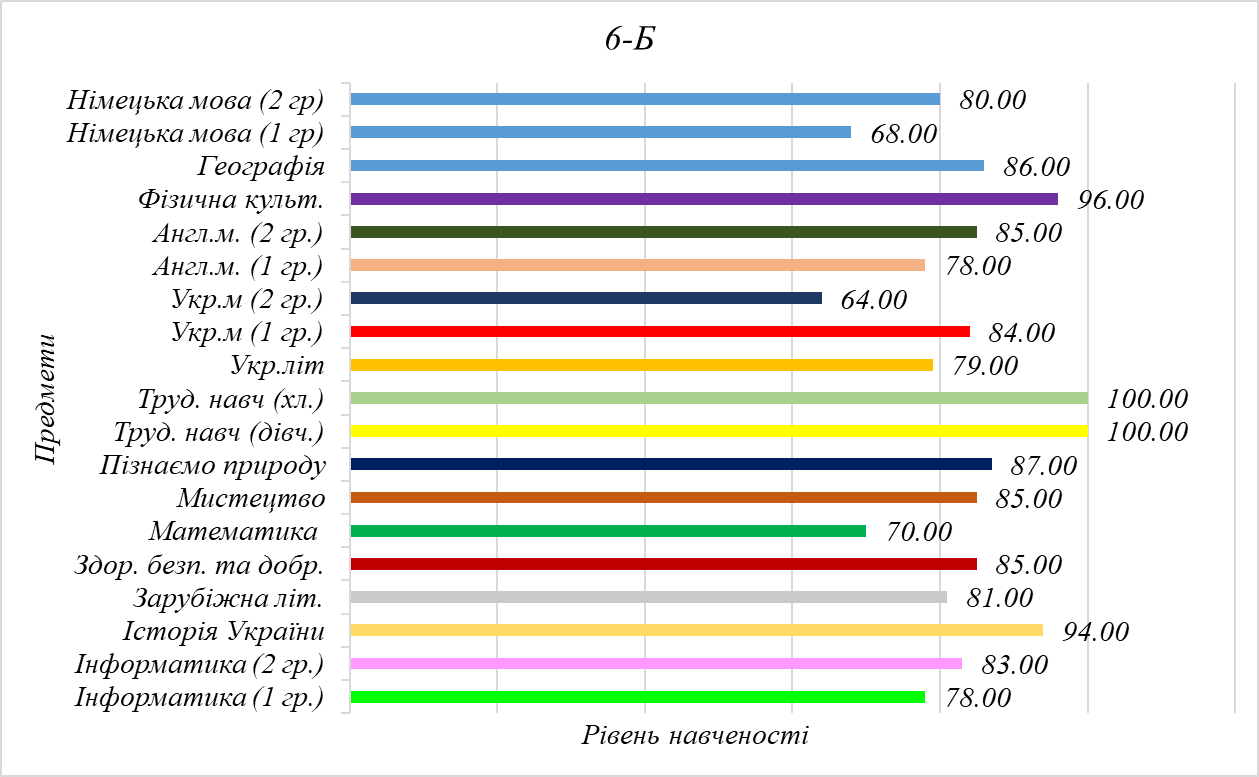 6-Б
Німецька мова (2 гр) 80.00
Німецька мова (1 гр) 68.00
Географія 86.00
Фізична культ. 96.00
Англ.м. (2 гр.) 85.00
Англ.м. (1 гр.) 78.00
Укр.м (2 гр.) 64.00
Укр.м (1 гр.) 84.00
Укр.літ 79.00
Труд. навч (хл.) 100.00
Труд. навч (дівч.) 100.00
Пізнаємо природу 87.00
Мистецтво 85.00
Математика 70.00
Здор. безп. та добр. 85.00
Зарубіжна літ. 81.00
Історія України 94.00
Інформатика (2 гр.) 83.00
Інформатика (1 гр.) 78.00
Предмети
Рівень навченості